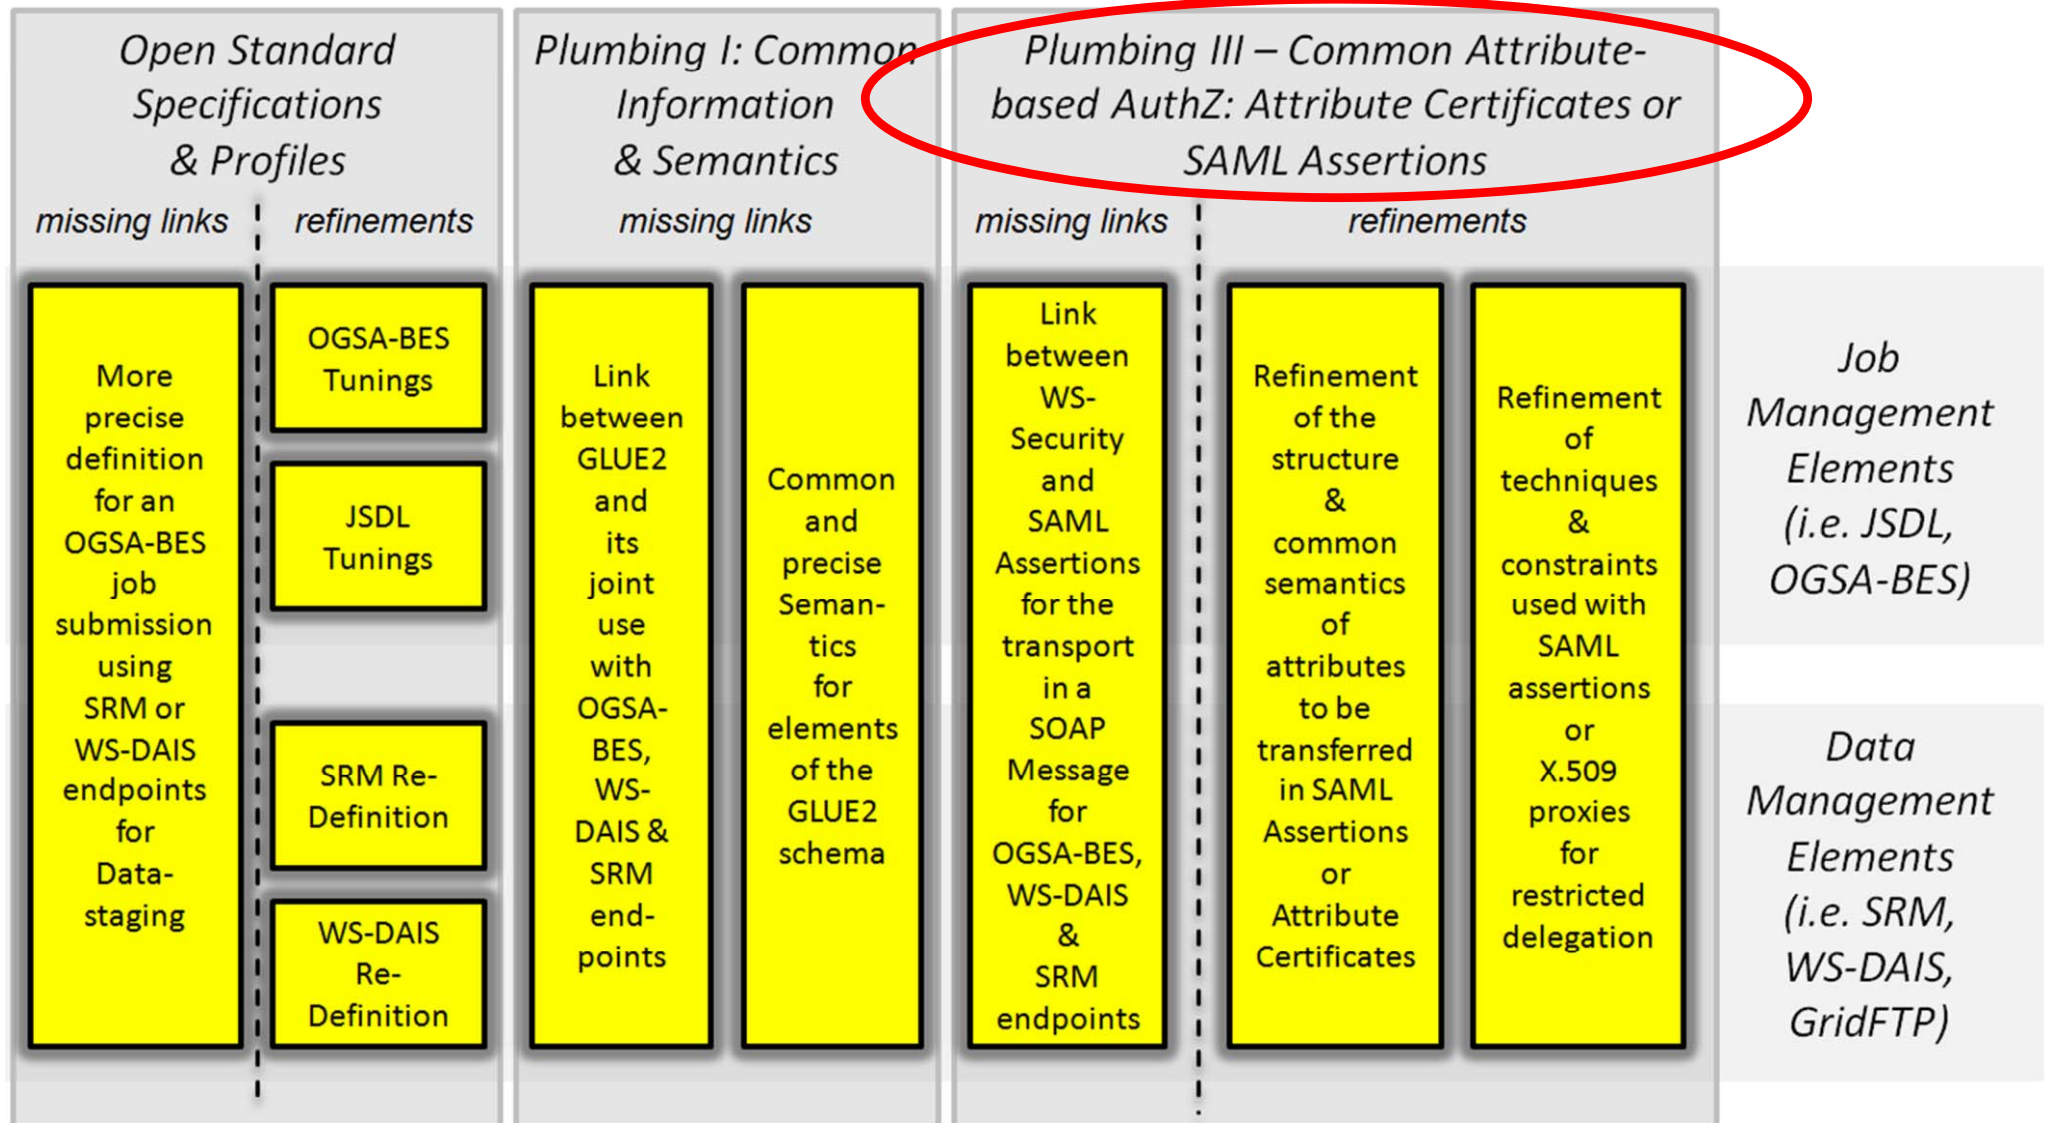 Open Standard
Specifications
& Profiles
missing links
refinements
More
precise
definition
for an
OGSA-BES
job
submission
using
SRM or
WS-DAIS
endpoints
for
Data-
staging
OGSA-BES
Tunings
JSDL
Tunings
SRM Re-
Definition
WS-DAIS
Re-
Definition
Plumbing I: Common
Information
& Semantics
missing links
Link
between
GLUE2
and
its
joint
use
with
OGSA-
BES,
WS-
DAIS &
SRM
end-
points
Common
and
precise
Seman-
tics
for
elements
of the
GLUE2
schema
Plumbing III – Common Attribute-
based AuthZ: Attribute Certificates or
SAML Assertions
missing links
refinements
Link
between
WS-
Security
and
SAML
Assertions
for the
transport
in a
SOAP
Message
for
OGSA-BES,
WS-DAIS
&
SRM
endpoints
Refinement
of the
structure
&
common
semantics
of
attributes
to be
transferred
in SAML
Assertions
or
Attribute
Certificates
Refinement
of
techniques
&
constraints
used with
SAML
assertions
or
X.509
proxies
for
restricted
delegation
Job
Management
Elements
(i.e. JSDL,
OGSA-BES)
Data
Management
Elements
(i.e. SRM,
WS-DAIS,
GridFTP)